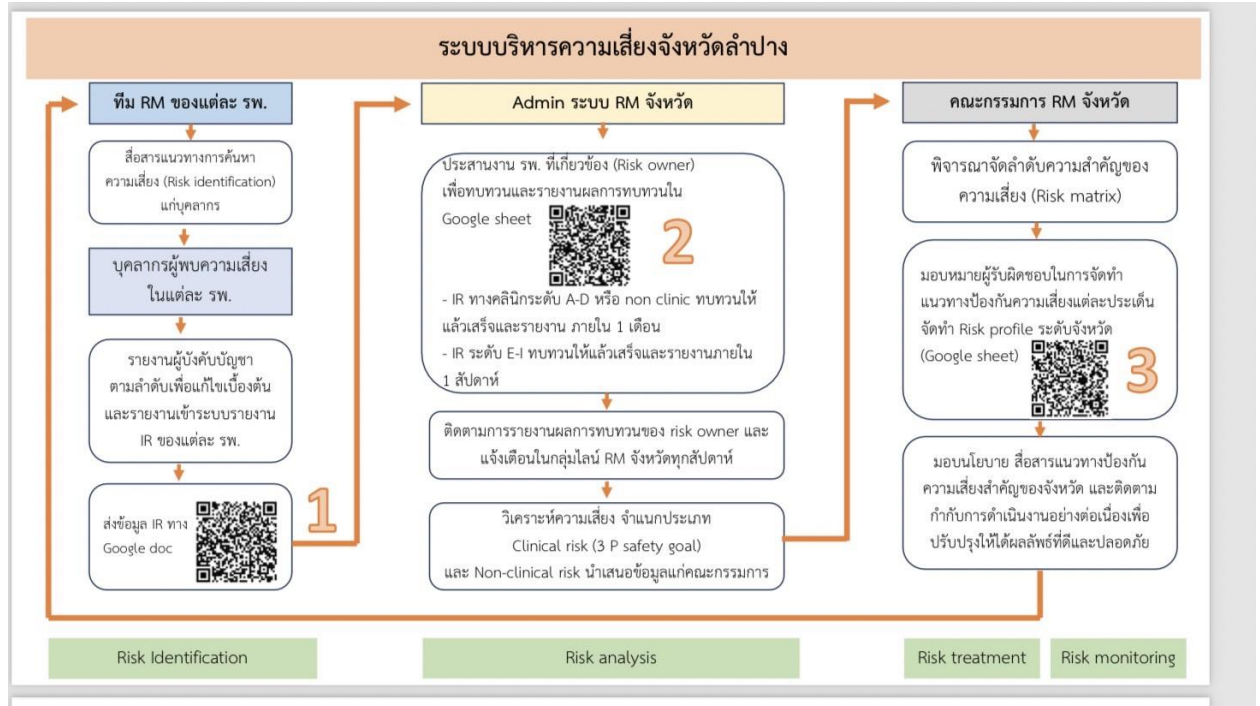 ระบบบริหารความเสี่ยงจังหวัดลำปาง
ทีม RM ของแต่ละ รพ.
สื่อสารแนวทางการค้นหา
ความเสี่ยง (Risk identification)
แก่บุคลากร
บุคลากรผู้พบความเสี่ยง
ในแต่ละ รพ.
รายงานผู้บังคับบัญชา
ตามลำดับเพื่อแก้ไขเบื้องต้น
และรายงานเข้าระบบรายงาน
IR ของแต่ละ รพ.
ส่งข้อมูล IR ทาง
Google doc
1
Admin ระบบ RM จังหวัด
ประสานงาน รพ. ที่เกี่ยวข้อง (Risk owner)
เพื่อทบทวนและรายงานผลการทบทวนใน
Google sheet
2
- IR ทางคลินิกระดับ A-D หรือ non clinic ทบทวนให้
แล้วเสร็จและรายงาน ภายใน 1 เดือน
- IR ระดับ E-I ทบทวนให้แล้วเสร็จและรายงานภายใน
1 สัปดาห์
ติดตามการรายงานผลการทบทวนของ risk owner และ
แจ้งเตือนในกลุ่มไลน์ RM จังหวัดทุกสัปดาห์
วิเคราะห์ความเสี่ยง จำแนกประเภท
Clinical risk (3 P safety goal)
และ Non-clinical risk นำเสนอข้อมูลแก่คณะกรรมการ
คณะกรรมการ RM จังหวัด
พิจารณาจัดลำดับความสำคัญของ
ความเสี่ยง (Risk matrix)
มอบหมายผู้รับผิดชอบในการจัดทำ
แนวทางป้องกันความเสี่ยงแต่ละประเด็น
จัดทำ Risk profile ระดับจังหวัด
(Google sheet)
3
มอบนโยบาย สื่อสารแนวทางป้องกัน
ความเสี่ยงสำคัญของจังหวัด และติดตาม
กำกับการดำเนินงานอย่างต่อเนื่องเพื่อ
ปรับปรุงให้ได้ผลลัพธ์ที่ดีและปลอดภัย
Risk Identification
Risk analysis
Risk treatment
Risk monitoring